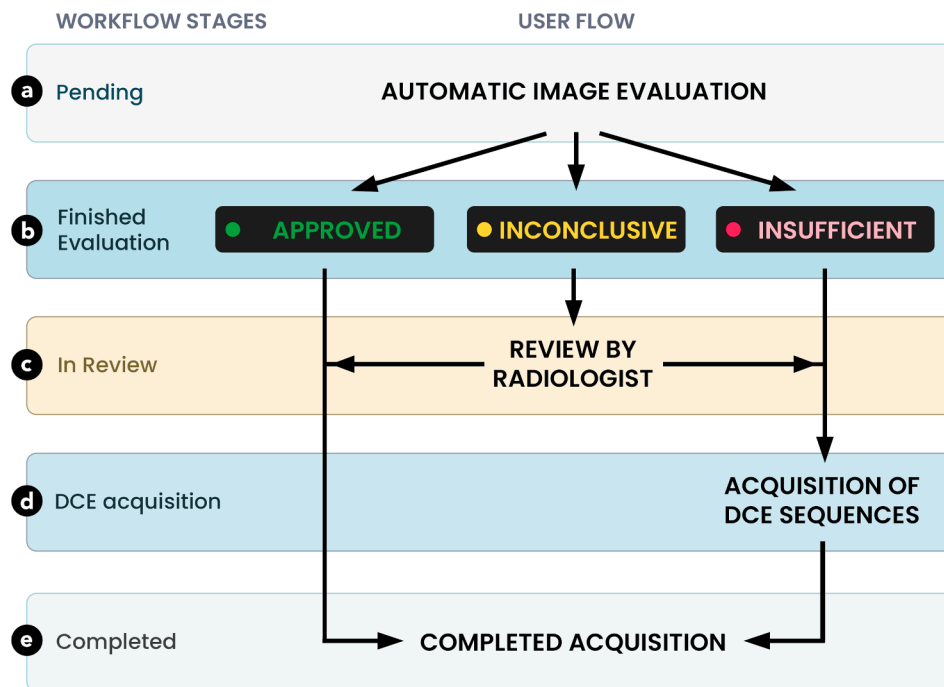 WORKFLOW STAGES
USER FLOW
a
Pending
AUTOMATIC IMAGE EVALUATION
b
Finished
Evaluation
APPROVED
INCONCLUSIVE
INSUFFICIENT
c
In Review
REVIEW BY
RADIOLOGIST
d
DCE acquisition
ACQUISITION OF
DCE SEQUENCES
e
Completed
COMPLETED ACQUISITION